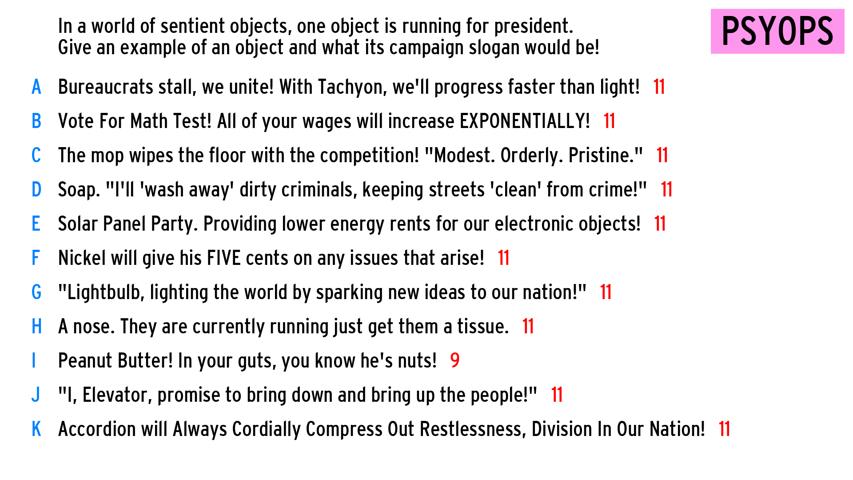 In a world of sentient objects, one object is running for president.
Give an example of an object and what its campaign slogan would be!
PSYOPS
A Bureaucrats stall, we unite! With Tachyon, we'll progress faster than light! 11
B Vote For Math Test! All of your wages will increase EXPONENTIALLY! 11
C The mop wipes the floor with the competition! "Modest. Orderly. Pristine." 11
D Soap. "I'll 'wash away' dirty criminals, keeping streets 'clean' from crime!" 11
E Solar Panel Party. Providing lower energy rents for our electronic objects! 11
F Nickel will give his FIVE cents on any issues that arise! 11
G "Lightbulb, lighting the world by sparking new ideas to our nation!" 11
H A nose. They are currently running just get them a tissue. 11
I Peanut Butter! In your guts, you know he's nuts! 9
J "I, Elevator, promise to bring down and bring up the people!" 11
K Accordion will Always Cordially Compress Out Restlessness, Division In Our Nation! 11